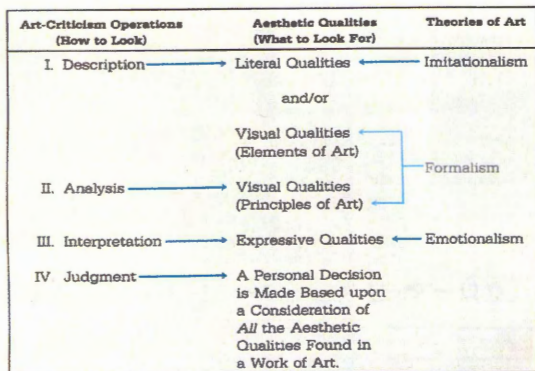 Art-Criticism Operations Aesthetic Qualities Theories of Art
(How to Look) (What to Look For)
I. Description Literal Qualities Imitationalism
and/or
Visual Qualities
(Elements of Art)
Formalism
II. Analysis Visual Qualities
(Principles of Art)
III. Interpretation Expressive Qualities Emotionalism
IV. Judgment A Personal Decision
is Made Based upon
a Consideration of
All the Aesthetic
Qualities Found in
a Work of Art.